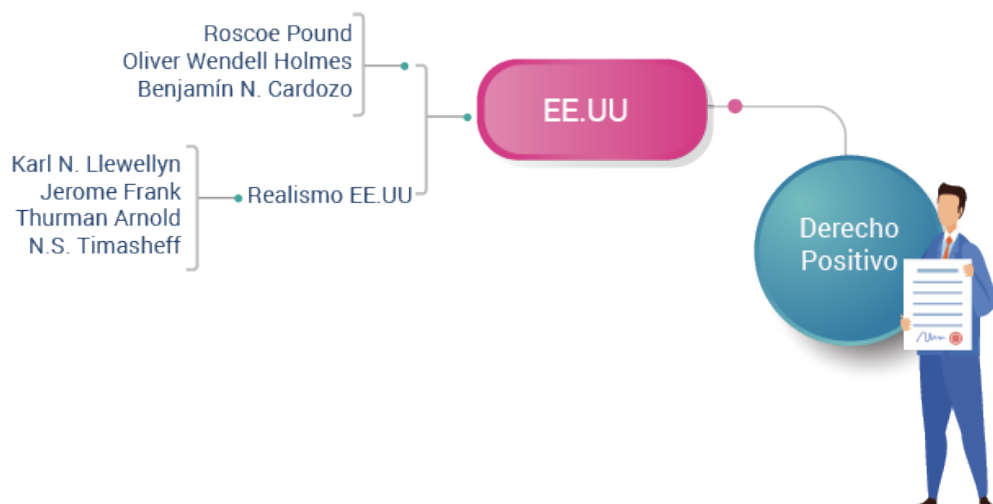 Roscoe Pound
Oliver Wendell Holmes
Benjamín N. Cardozo
EE.UU
Karl N. Llewellyn
Jerome Frank
Thurman Arnold
N.S. Timasheff
Realismo EE.UU
Derecho
Positivo